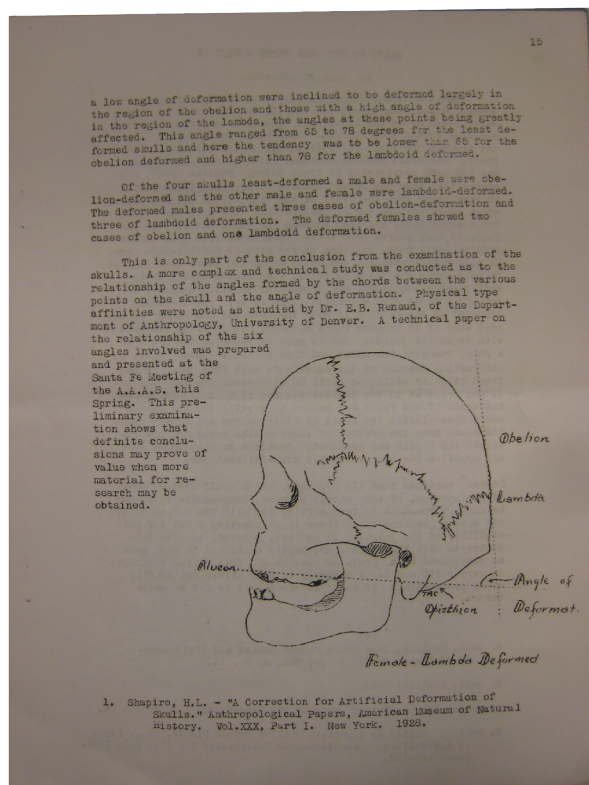 15
a low angle of deformation were inclined to be deformed largely in
the region of the obelion and those with a high angle of deformation
in the region of the lambda, the angles at these points being greatly
affected. This angle ranged from 65 to 78 degrees for the least de-
formed skulls and here the tendency was to be lower than 65 for the
obelion deformed and higher than 78 for the lambdoid deformed.
Of the four skulls least-deformed a male and female were obe-
lion-deformed and the other male and female were lambdoid-deformed.
The deformed males presented three cases of obelion-deformation and
three of lambdoid deformation. The deformed females showed two
cases of obelion and one lambdoid deformation.
This is only part of the conclusion from the examination of the
skulls. A more complex and technical study was conducted as to the
relationship of the angles formed by the chords between the various
points on the skull and the angle of deformation. Physical type
affinities were noted as studied by Dr. E.B. Renaud, of the Depart-
ment of Anthropology, University of Denver. A technical paper on
the relationship of the six
angles involved was prepared
and presented at the
Santa Fe Meeting of
the A.A.A.S. this
Spring. This pre-
liminary examina-
tion shows that
definite conclu-
sions may prove of
value when more
material for re-
search may be
obtained.
Obelion
Lambda
Alveon
Angle of
Deformat.
TMC
Opisthion
Female - Lambda Deformed
1. Shapiro, H.L. - "A Correction for Artificial Deformation of
Skulls." Anthropological Papers, American Museum of Natural
History. Vol.XXX, Part I. New York. 1928.